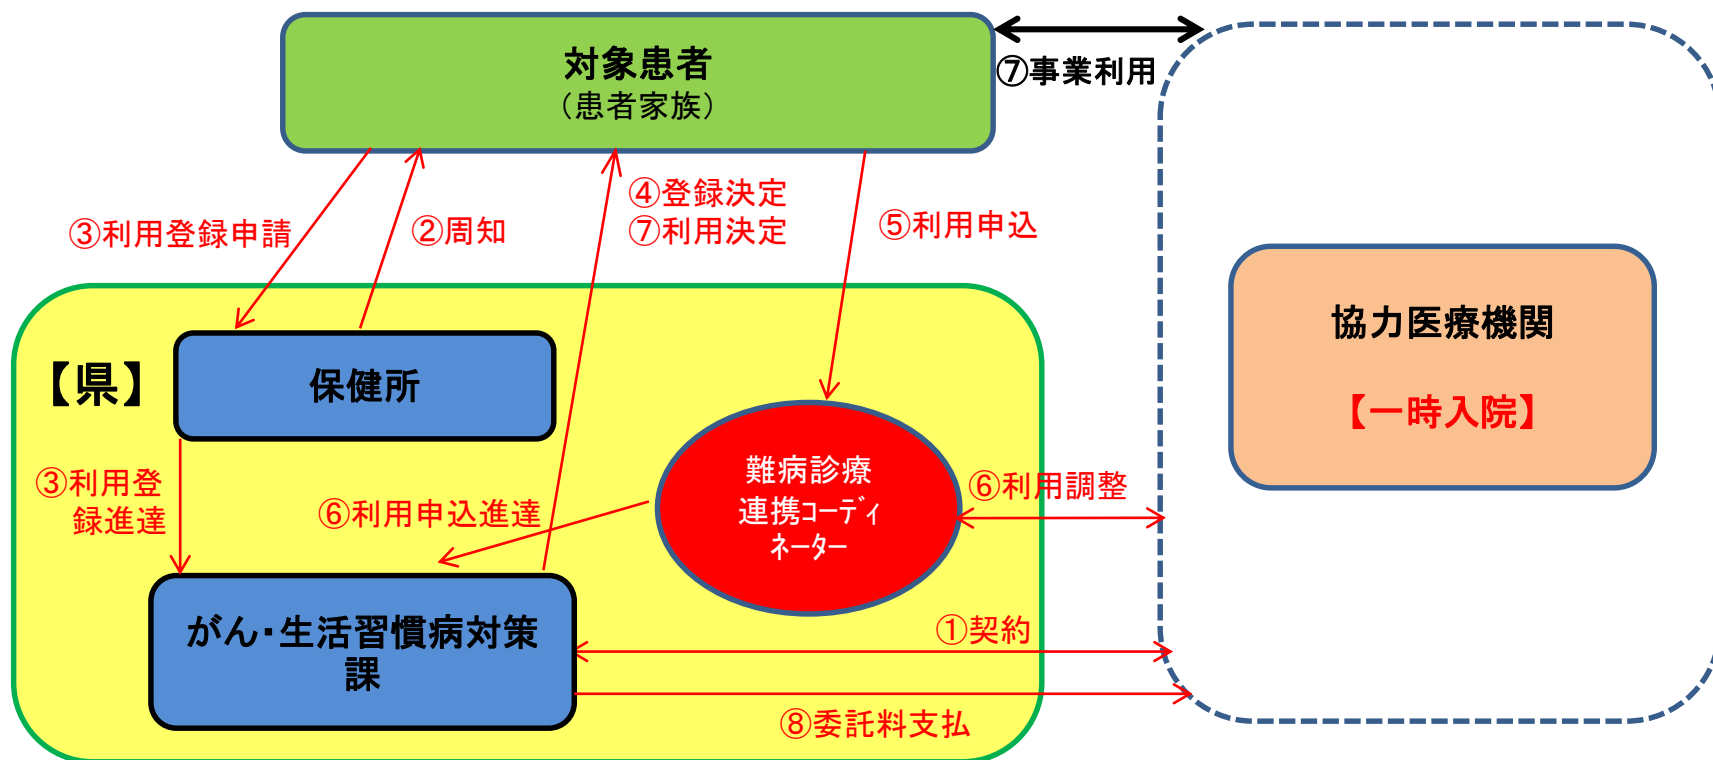 対象患者
（患者家族）
⑦事業利用
④登録決定
⑦利用決定
③利用登録申請
②周知
⑤利用申込
【県】
保健所
協力医療機関
【一時入院】
③利用登
録進達
⑥利用申込進達
難病診療
連携ｺｰﾃﾞｨ
ﾈｰﾀｰ
⑥利用調整
がん・生活習慣病対策
課
①契約
⑧委託料支払